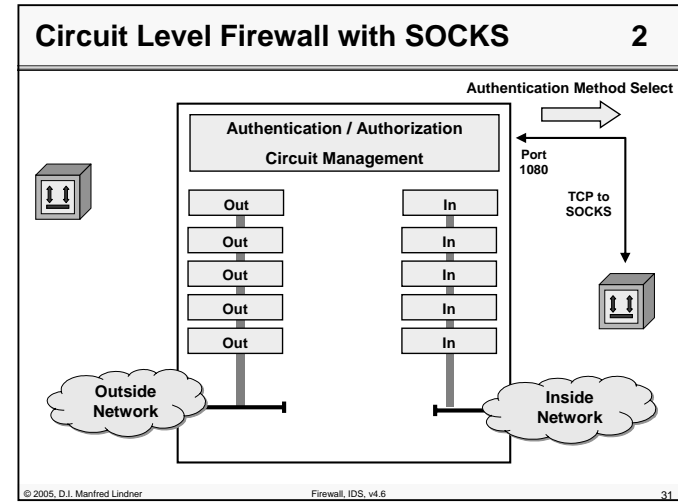 Circuit Level Firewall with SOCKS 2
Authentication Method Select
Authentication / Authorization
Circuit Management
Port
1080
TCP to
SOCKS
Out In
Out In
Out In
Out In
Out In
Outside
Network
Inside
Network
© 2005, D.I. Manfred Lindner Firewall, IDS, v4.6 31